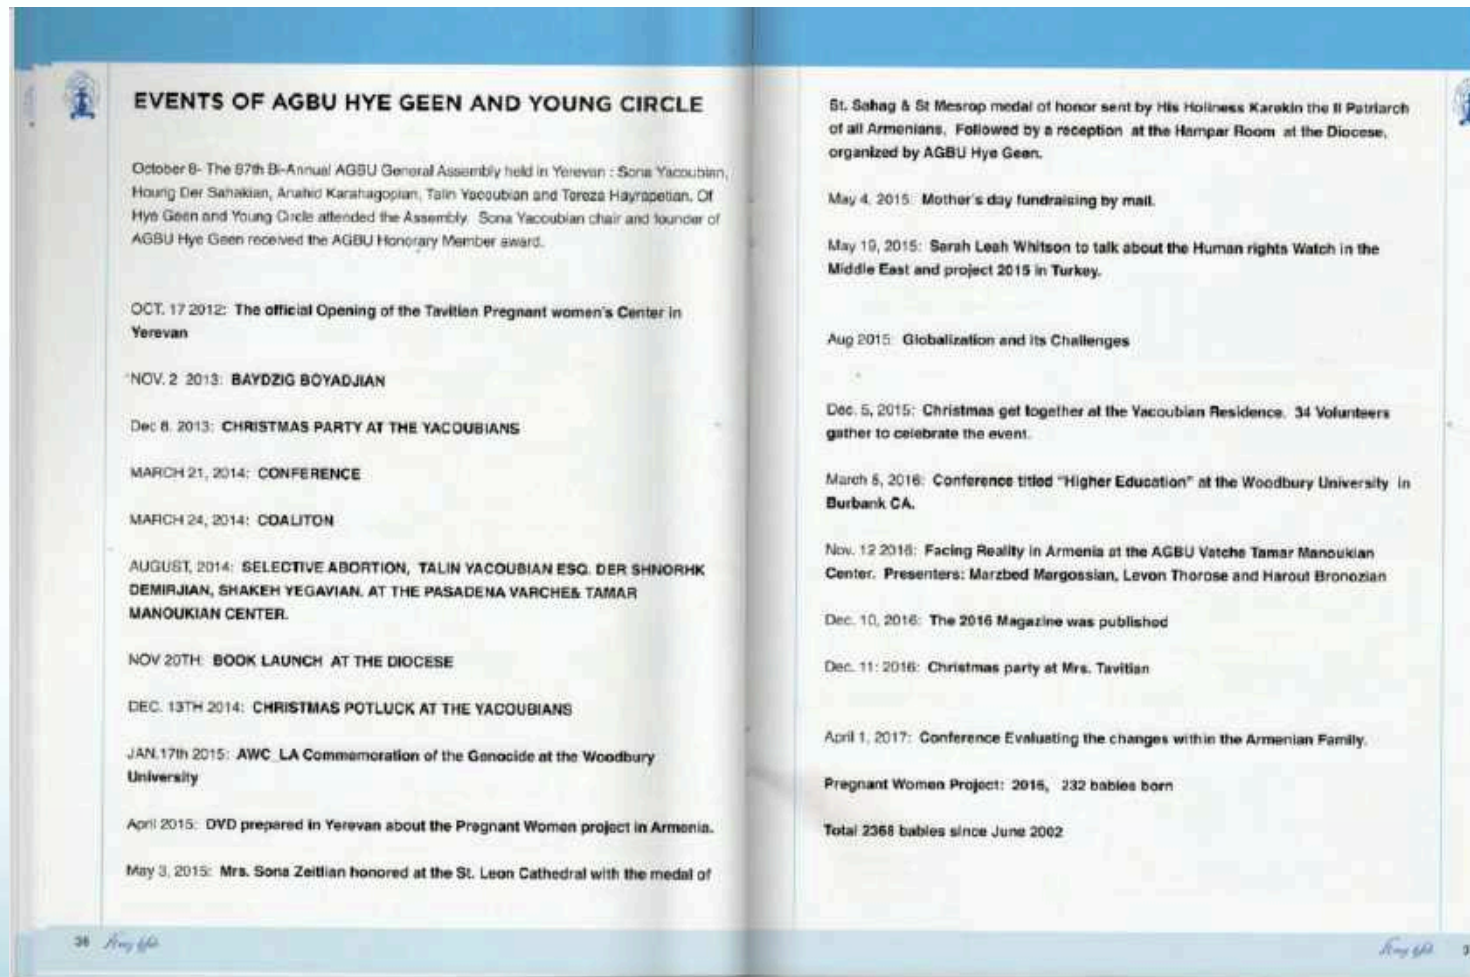 EVENTS OF AGBU HYE GEEN AND YOUNG CIRCLE
October 8- The 87th Bi-Annual AGBU General Assembly held in Yerevan : Sona Yacoubian,
Houng Der Sahakian, Anahid Karahagopian, Talin Yacoubian and Tereza Hayrapetian. Of
Hye Geen and Young Circle attended the Assembly. Sona Yacoubian chair and founder of
AGBU Hye Geen received the AGBU Honorary Member award.
OCT. 17 2012: The official Opening of the Tavitian Pregnant women's Center in
Yerevan
NOV. 2 2013: BAYDZIG BOYADJIAN
Dec 8. 2013: CHRISTMAS PARTY AT THE YACOUBIANS
MARCH 21, 2014: CONFERENCE
MARCH 24, 2014: COALITON
AUGUST, 2014: SELECTIVE ABORTION, TALIN YACOUBIAN ESQ. DER SHNORHK
DEMIRJIAN, SHAKEH YEGAVIAN. AT THE PASADENA VARCHE& TAMAR
MANOUKIAN CENTER.
NOV 20TH: BOOK LAUNCH AT THE DIOCESE
DEC. 13TH 2014: CHRISTMAS POTLUCK AT THE YACOUBIANS
JAN.17th 2015: AWC_LA Commemoration of the Genocide at the Woodbury
University
April 2015: DVD prepared in Yerevan about the Pregnant Women project in Armenia.
May 3, 2015: Mrs. Sona Zeitlian honored at the St. Leon Cathedral with the medal of
36
St. Sahag & St Mesrop medal of honor sent by His Holiness Karekin the II Patriarch
of all Armenians. Followed by a reception at the Hampar Room at the Diocese,
organized by AGBU Hye Geen.
May 4, 2015: Mother's day fundraising by mail.
May 19, 2015: Sarah Leah Whitson to talk about the Human rights Watch in the
Middle East and project 2015 in Turkey.
Aug 2015: Globalization and its Challenges
Dec. 5, 2015: Christmas get together at the Yacoubian Residence. 34 Volunteers
gather to celebrate the event.
March 5, 2016: Conference titled "Higher Education" at the Woodbury University in
Burbank CA.
Nov. 12 2016: Facing Reality in Armenia at the AGBU Vatche Tamar Manoukian
Center. Presenters: Marzbed Margossian, Levon Thorose and Harout Bronozian
Dec. 10, 2016: The 2016 Magazine was published
Dec. 11: 2016: Christmas party at Mrs. Tavitian
April 1, 2017: Conference Evaluating the changes within the Armenian Family.
Pregnant Women Project: 2016, 232 babies born
Total 2368 babies since June 2002